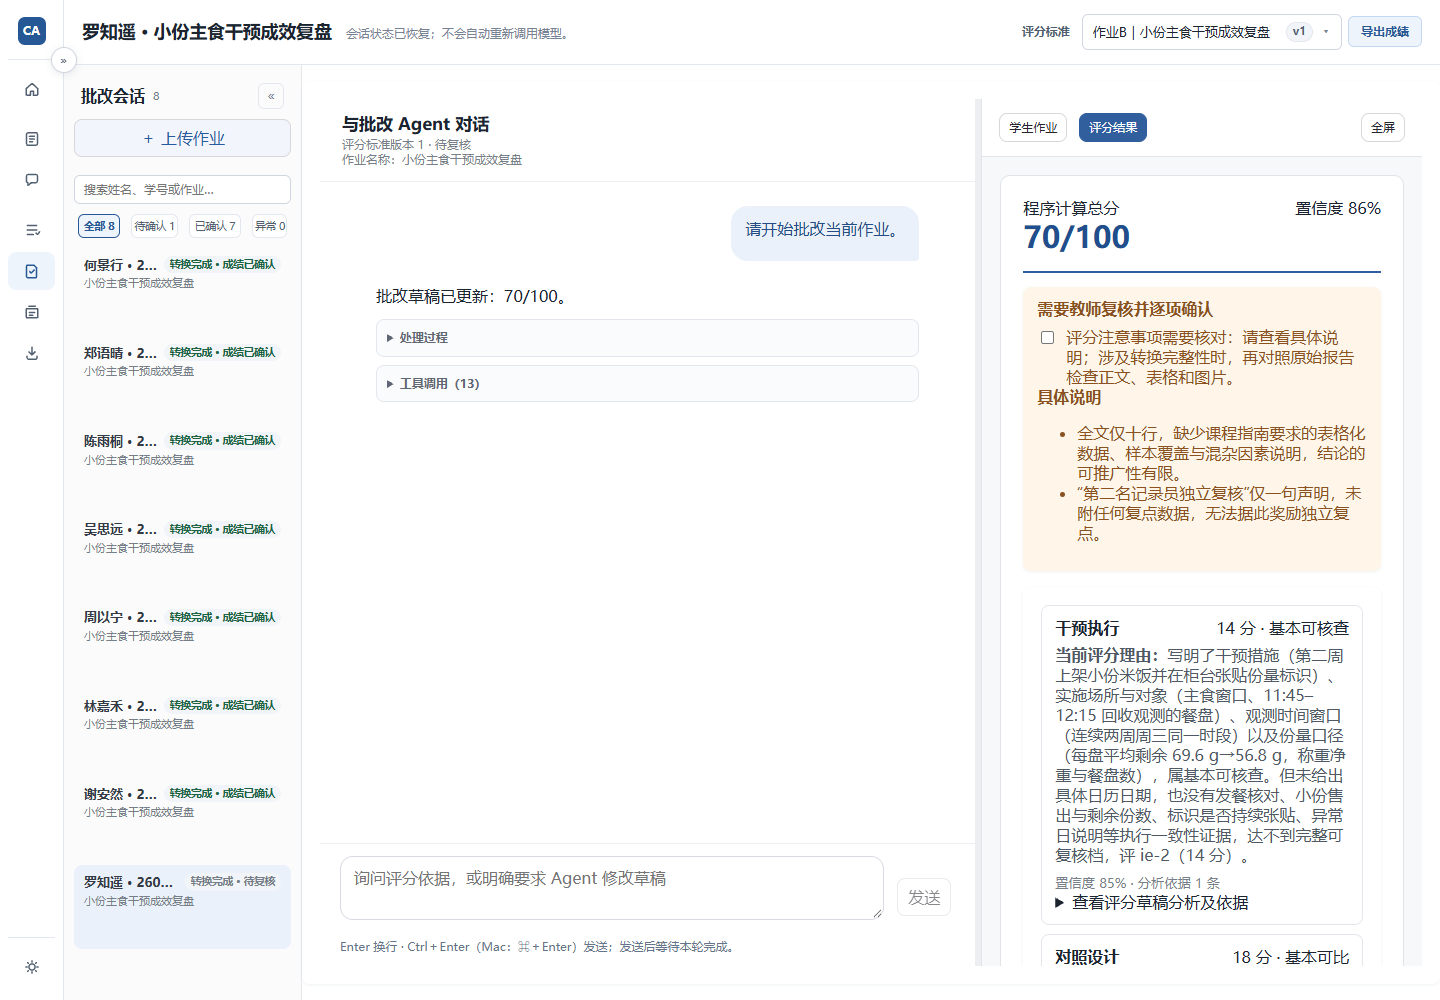 CA
罗知遥 • 小份主食干预成效复盘
会话状态已恢复；不会自动重新调用模型。
评分标准
作业B | 小份主食干预成效复盘
v1
导出成绩
»
批改会话 8
«
+ 上传作业
搜索姓名、学号或作业...
全部 8
待确认 1
已确认 7
异常 0
何景行 • 2... 转换完成 • 成绩已确认
小份主食干预成效复盘
郑语晴 • 2... 转换完成 • 成绩已确认
小份主食干预成效复盘
陈雨桐 • 2... 转换完成 • 成绩已确认
小份主食干预成效复盘
吴思远 • 2... 转换完成 • 成绩已确认
小份主食干预成效复盘
周以宁 • 2... 转换完成 • 成绩已确认
小份主食干预成效复盘
林嘉禾 • 2... 转换完成 • 成绩已确认
小份主食干预成效复盘
谢安然 • 2... 转换完成 • 成绩已确认
小份主食干预成效复盘
罗知遥 • 260... 转换完成 • 待复核
小份主食干预成效复盘
与批改 Agent 对话
评分标准版本 1 · 待复核
作业名称：小份主食干预成效复盘
请开始批改当前作业。
批改草稿已更新：70/100。
处理过程
工具调用（13）
询问评分依据，或明确要求 Agent 修改草稿
发送
Enter 换行 · Ctrl + Enter（Mac：⌘ + Enter）发送；发送后等待本轮完成。
学生作业
评分结果
全屏
程序计算总分
置信度 86%
70/100
需要教师复核并逐项确认
评分注意事项需要核对：请查看具体说
明；涉及转换完整性时，再对照原始报告
检查正文、表格和图片。
具体说明
• 全文仅十行，缺少课程指南要求的表格化
数据、样本覆盖与混杂因素说明，结论的
可推广性有限。
• “第二名记录员独立复核”仅一句声明，未
附任何复点数据，无法据此奖励独立复
点。
干预执行
14 分 · 基本可核查
当前评分理由：写明了干预措施（第二周
上架小份米饭并在柜台张贴份量标识）、
实施场所与对象（主食窗口、11:45–
12:15 回收观测的餐盘）、观测时间窗口
（连续两周周三同一时段）以及份量口径
（每盘平均剩余 69.6 g→56.8 g，称重净
重与餐盘数），属基本可核查。但未给出
具体日历日期，也没有发餐核对、小份售
出与剩余份数、标识是否持续张贴、异常
日说明等执行一致性证据，达不到完整可
复核档，评 ie-2（14 分）。
置信度 85% · 分析依据 1 条
查看评分草稿分析及依据
对照设计
18 分 · 基本可比